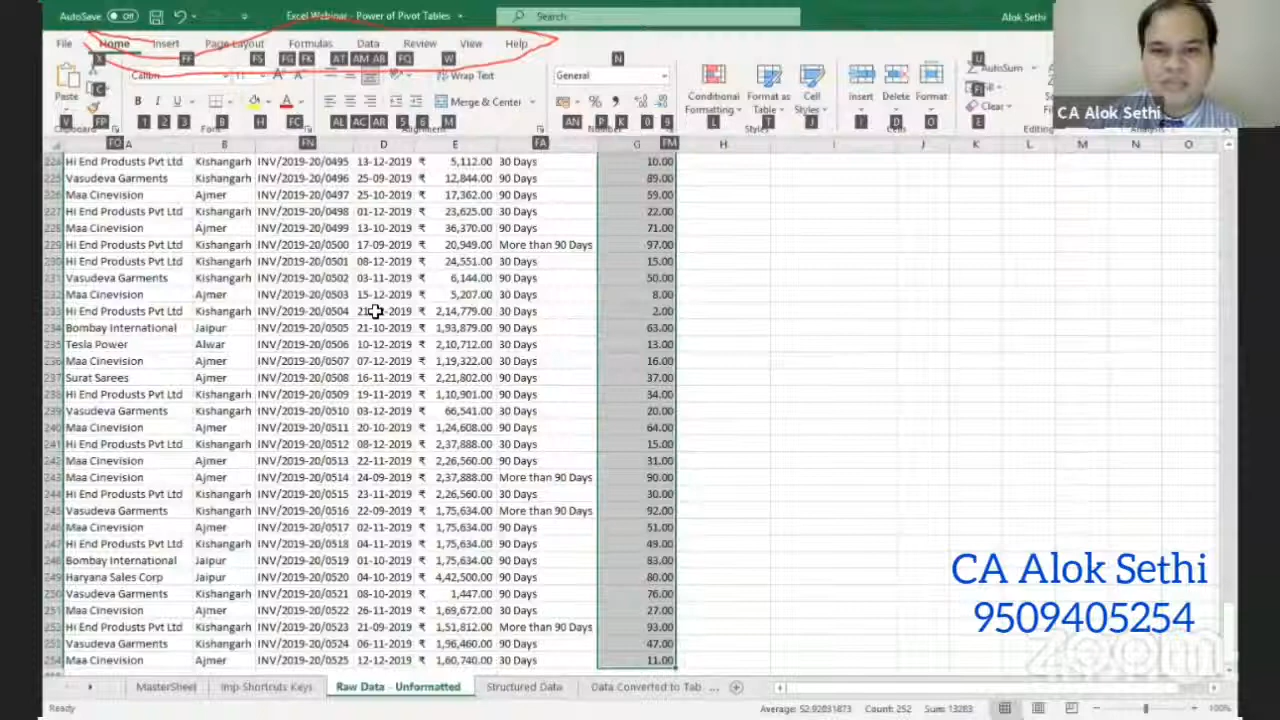 AutoSave Off Excel Webinar - Power of Pivot Tables Search Alok Sethi
File Home Insert Page Layout Formulas Data Review View Help
Paste Calibri Wrap Text General AutoSum
Merge & Center Conditional Formatting Format as Table Cell Styles Insert Delete Format Clear
Clipboard Alignment Number Styles Cells Editing
CA Alok Sethi
A B D E G H I J K L M N O
224 Hi End Produsts Pvt Ltd Kishangarh INV/2019-20/0495 13-12-2019 ₹ 5,112.00 30 Days 10.00
225 Vasudeva Garments Kishangarh INV/2019-20/0496 25-09-2019 ₹ 12,844.00 90 Days 89.00
226 Maa Cinevision Ajmer INV/2019-20/0497 25-10-2019 ₹ 17,362.00 90 Days 59.00
227 Hi End Produsts Pvt Ltd Kishangarh INV/2019-20/0498 01-12-2019 ₹ 23,625.00 30 Days 22.00
228 Maa Cinevision Ajmer INV/2019-20/0499 13-10-2019 ₹ 36,370.00 90 Days 71.00
229 Hi End Produsts Pvt Ltd Kishangarh INV/2019-20/0500 17-09-2019 ₹ 20,949.00 More than 90 Days 97.00
230 Hi End Produsts Pvt Ltd Kishangarh INV/2019-20/0501 08-12-2019 ₹ 24,551.00 30 Days 15.00
231 Vasudeva Garments Kishangarh INV/2019-20/0502 03-11-2019 ₹ 6,144.00 90 Days 50.00
232 Maa Cinevision Ajmer INV/2019-20/0503 15-12-2019 ₹ 5,207.00 30 Days 8.00
233 Hi End Produsts Pvt Ltd Kishangarh INV/2019-20/0504 -2019 ₹ 2,14,779.00 30 Days 2.00
234 Bombay International Jaipur INV/2019-20/0505 21-10-2019 ₹ 1,93,879.00 90 Days 63.00
235 Tesla Power Alwar INV/2019-20/0506 10-12-2019 ₹ 2,10,712.00 30 Days 13.00
236 Maa Cinevision Ajmer INV/2019-20/0507 07-12-2019 ₹ 1,19,322.00 30 Days 16.00
237 Surat Sarees Ajmer INV/2019-20/0508 16-11-2019 ₹ 2,21,802.00 90 Days 37.00
238 Hi End Produsts Pvt Ltd Kishangarh INV/2019-20/0509 19-11-2019 ₹ 1,10,901.00 90 Days 34.00
239 Vasudeva Garments Kishangarh INV/2019-20/0510 03-12-2019 ₹ 66,541.00 30 Days 20.00
240 Maa Cinevision Ajmer INV/2019-20/0511 20-10-2019 ₹ 1,24,608.00 90 Days 64.00
241 Hi End Produsts Pvt Ltd Kishangarh INV/2019-20/0512 08-12-2019 ₹ 2,37,888.00 30 Days 15.00
242 Maa Cinevision Ajmer INV/2019-20/0513 22-11-2019 ₹ 2,26,560.00 90 Days 31.00
243 Maa Cinevision Ajmer INV/2019-20/0514 24-09-2019 ₹ 2,37,888.00 More than 90 Days 90.00
244 Hi End Produsts Pvt Ltd Kishangarh INV/2019-20/0515 23-11-2019 ₹ 2,26,560.00 30 Days 30.00
245 Vasudeva Garments Kishangarh INV/2019-20/0516 22-09-2019 ₹ 1,75,634.00 More than 90 Days 92.00
246 Maa Cinevision Ajmer INV/2019-20/0517 02-11-2019 ₹ 1,75,634.00 90 Days 51.00
247 Hi End Produsts Pvt Ltd Kishangarh INV/2019-20/0518 04-11-2019 ₹ 1,75,634.00 90 Days 49.00
248 Bombay International Jaipur INV/2019-20/0519 01-10-2019 ₹ 1,75,634.00 90 Days 83.00
249 Haryana Sales Corp Jaipur INV/2019-20/0520 04-10-2019 ₹ 4,42,500.00 90 Days 80.00
250 Vasudeva Garments Kishangarh INV/2019-20/0521 08-10-2019 ₹ 1,447.00 90 Days 76.00
251 Maa Cinevision Ajmer INV/2019-20/0522 26-11-2019 ₹ 1,69,672.00 30 Days 27.00
252 Hi End Produsts Pvt Ltd Kishangarh INV/2019-20/0523 21-09-2019 ₹ 1,51,812.00 More than 90 Days 93.00
253 Vasudeva Garments Kishangarh INV/2019-20/0524 06-11-2019 ₹ 1,96,460.00 90 Days 47.00
254 Maa Cinevision Ajmer INV/2019-20/0525 12-12-2019 ₹ 1,60,740.00 30 Days 11.00
CA Alok Sethi
9509405254
zoom
MasterSheet Imp Shortcuts Keys Raw Data - Unformatted Structured Data Data Converted to Tab ...
Ready Average: 52.92031873 Count: 252 Sum: 13283 100%